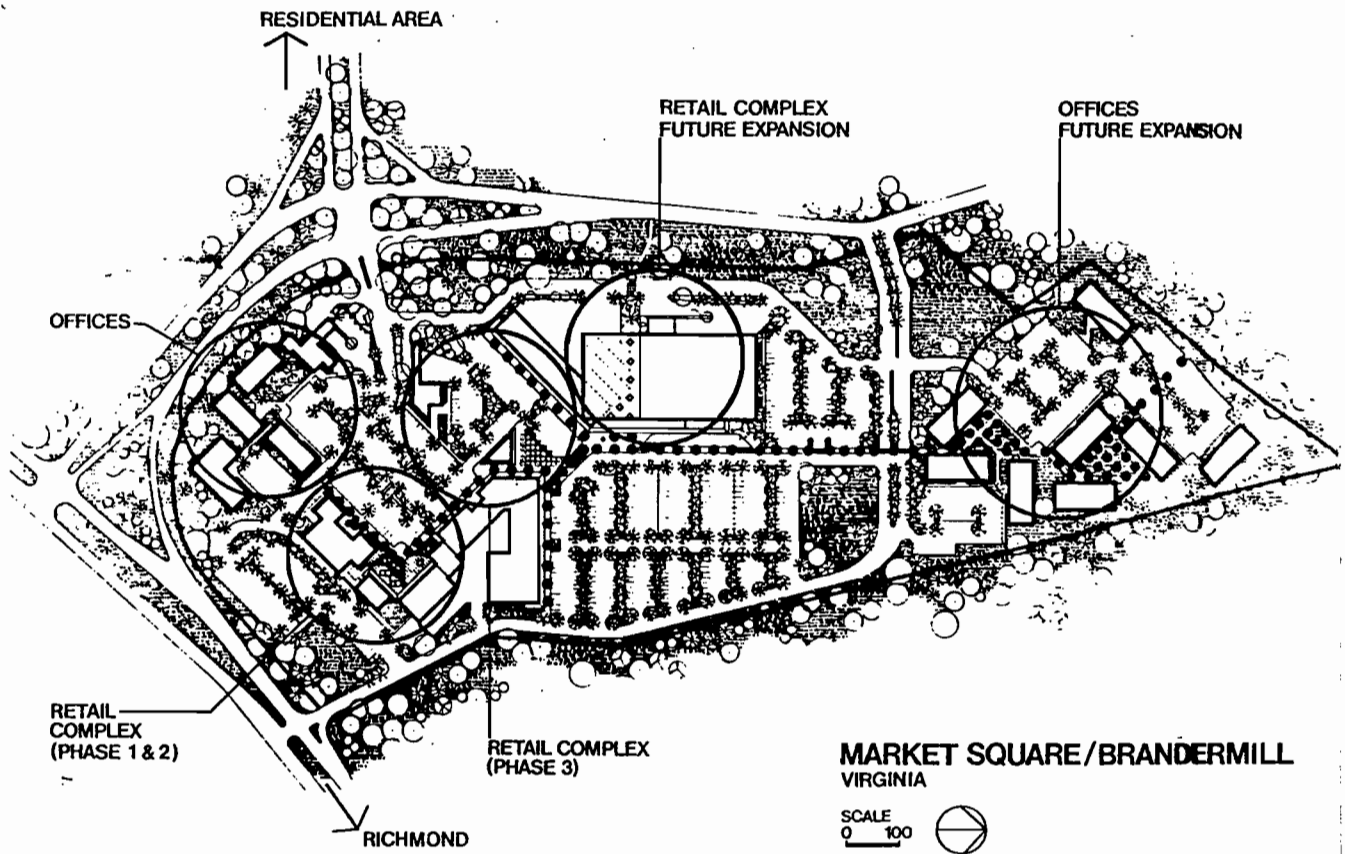 RESIDENTIAL AREA
RETAIL COMPLEX
FUTURE EXPANSION
OFFICES
FUTURE EXPANSION
OFFICES
RETAIL
COMPLEX
(PHASE 1 & 2)
RETAIL COMPLEX
(PHASE 3)
RICHMOND
MARKET SQUARE/BRANDERMILL
VIRGINIA
SCALE
0 100